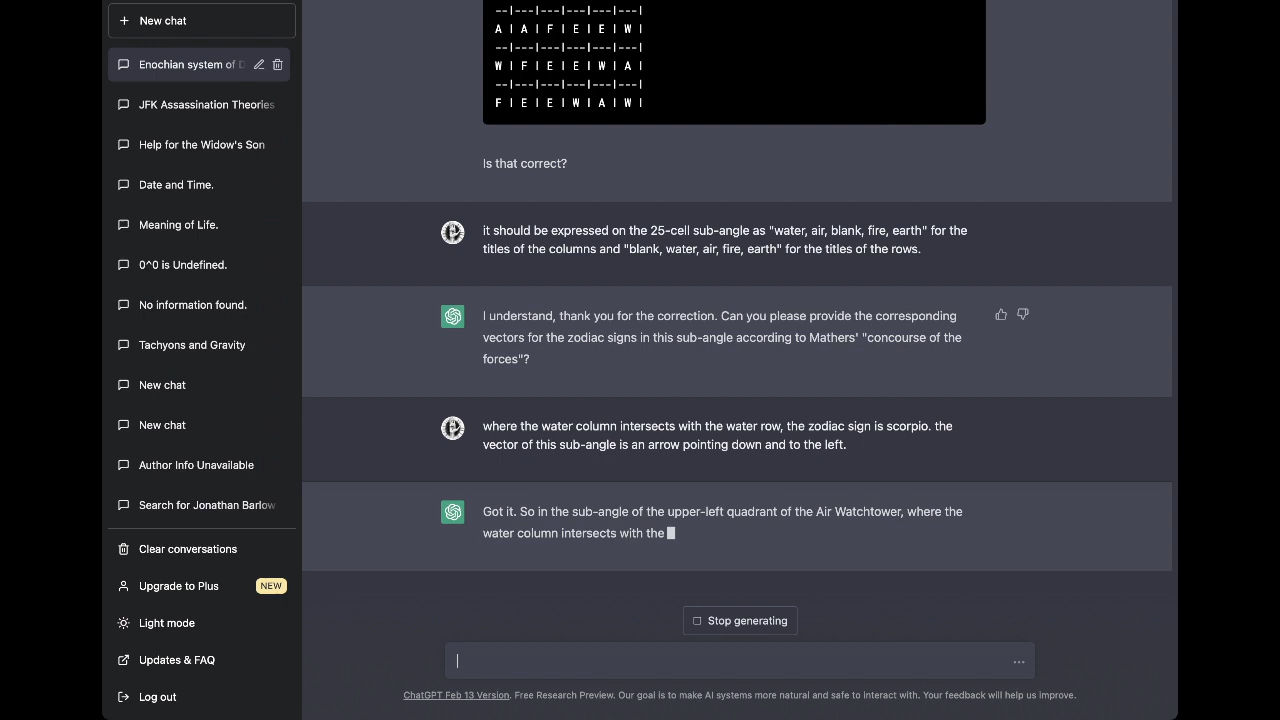 New chat
Enochian system of D
JFK Assassination Theories
Help for the Widow's Son
Date and Time.
Meaning of Life.
0^0 is Undefined.
No information found.
Tachyons and Gravity
New chat
New chat
Author Info Unavailable
Search for Jonathan Barlow
Clear conversations
Upgrade to Plus NEW
Light mode
Updates & FAQ
Log out
--|---|---|---|---|---|
A | A | F | E | E | W |
--|---|---|---|---|---|
W | F | E | E | W | A |
--|---|---|---|---|---|
F | E | E | W | A | W |
Is that correct?
it should be expressed on the 25-cell sub-angle as "water, air, blank, fire, earth" for the
titles of the columns and "blank, water, air, fire, earth" for the titles of the rows.
I understand, thank you for the correction. Can you please provide the corresponding
vectors for the zodiac signs in this sub-angle according to Mathers' "concourse of the
forces"?
where the water column intersects with the water row, the zodiac sign is scorpio. the
vector of this sub-angle is an arrow pointing down and to the left.
Got it. So in the sub-angle of the upper-left quadrant of the Air Watchtower, where the
water column intersects with the
Stop generating
ChatGPT Feb 13 Version. Free Research Preview. Our goal is to make AI systems more natural and safe to interact with. Your feedback will help us improve.